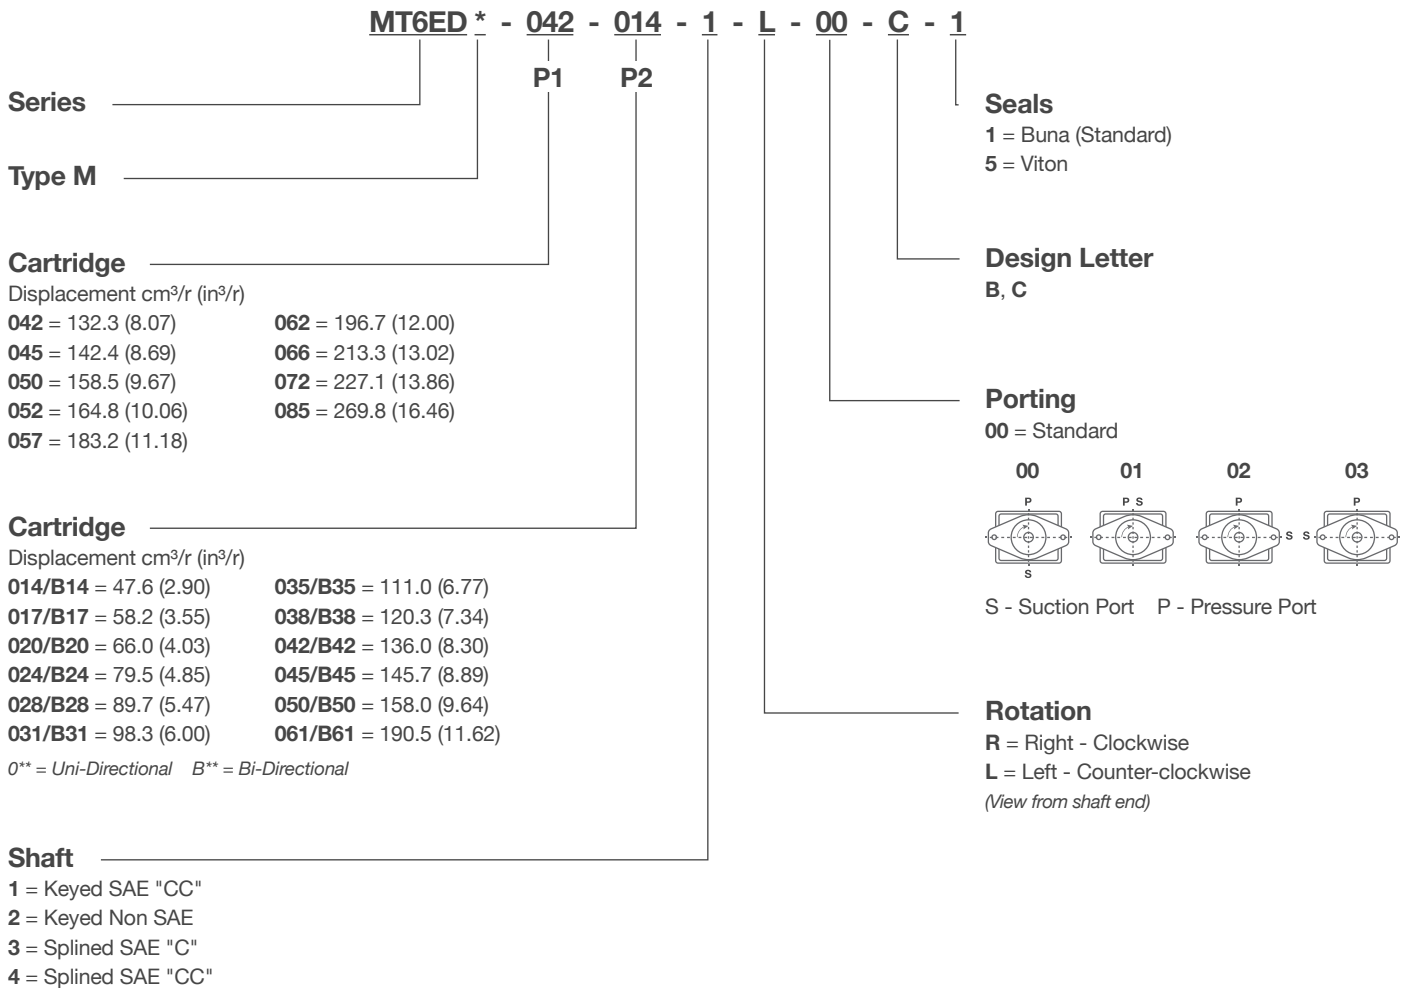 MT6ED * - 042 - 014 - 1 - L - 00 - C - 1
P1 P2
Series
Type M
Cartridge
Displacement cm³/r (in³/r)
042 = 132.3 (8.07) 062 = 196.7 (12.00)
045 = 142.4 (8.69) 066 = 213.3 (13.02)
050 = 158.5 (9.67) 072 = 227.1 (13.86)
052 = 164.8 (10.06) 085 = 269.8 (16.46)
057 = 183.2 (11.18)
Cartridge
Displacement cm³/r (in³/r)
014/B14 = 47.6 (2.90) 035/B35 = 111.0 (6.77)
017/B17 = 58.2 (3.55) 038/B38 = 120.3 (7.34)
020/B20 = 66.0 (4.03) 042/B42 = 136.0 (8.30)
024/B24 = 79.5 (4.85) 045/B45 = 145.7 (8.89)
028/B28 = 89.7 (5.47) 050/B50 = 158.0 (9.64)
031/B31 = 98.3 (6.00) 061/B61 = 190.5 (11.62)
0** = Uni-Directional B** = Bi-Directional
Shaft
1 = Keyed SAE "CC"
2 = Keyed Non SAE
3 = Splined SAE "C"
4 = Splined SAE "CC"
Seals
1 = Buna (Standard)
5 = Viton
Design Letter
B, C
Porting
00 = Standard
00 01 02 03
P P S P P
S S
S
S - Suction Port P - Pressure Port
Rotation
R = Right - Clockwise
L = Left - Counter-clockwise
(View from shaft end)